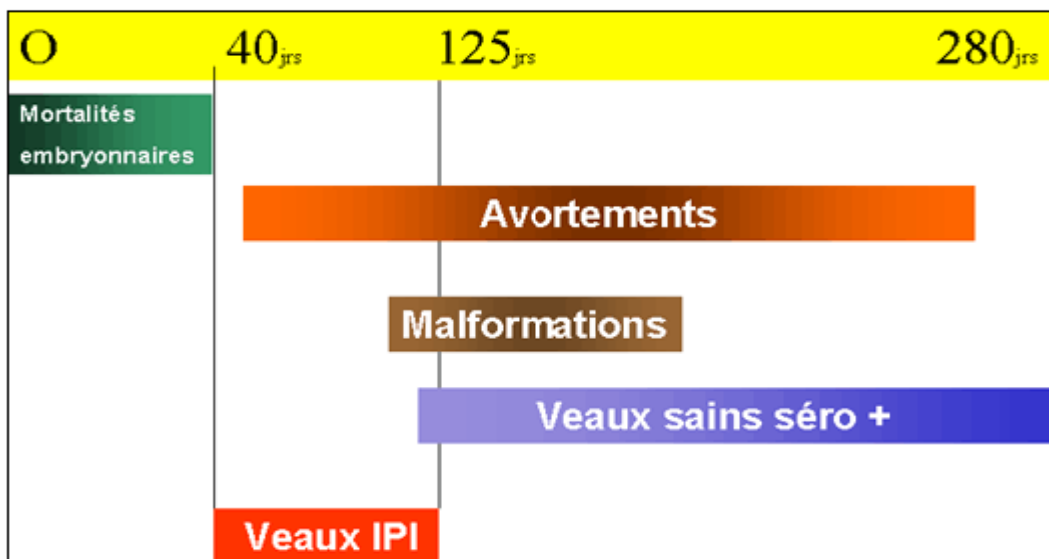 O 40jrs 125jrs 280jrs
Mortalités
embryonnaires
Avortements
Malformations
Veaux sains séro +
Veaux IPI